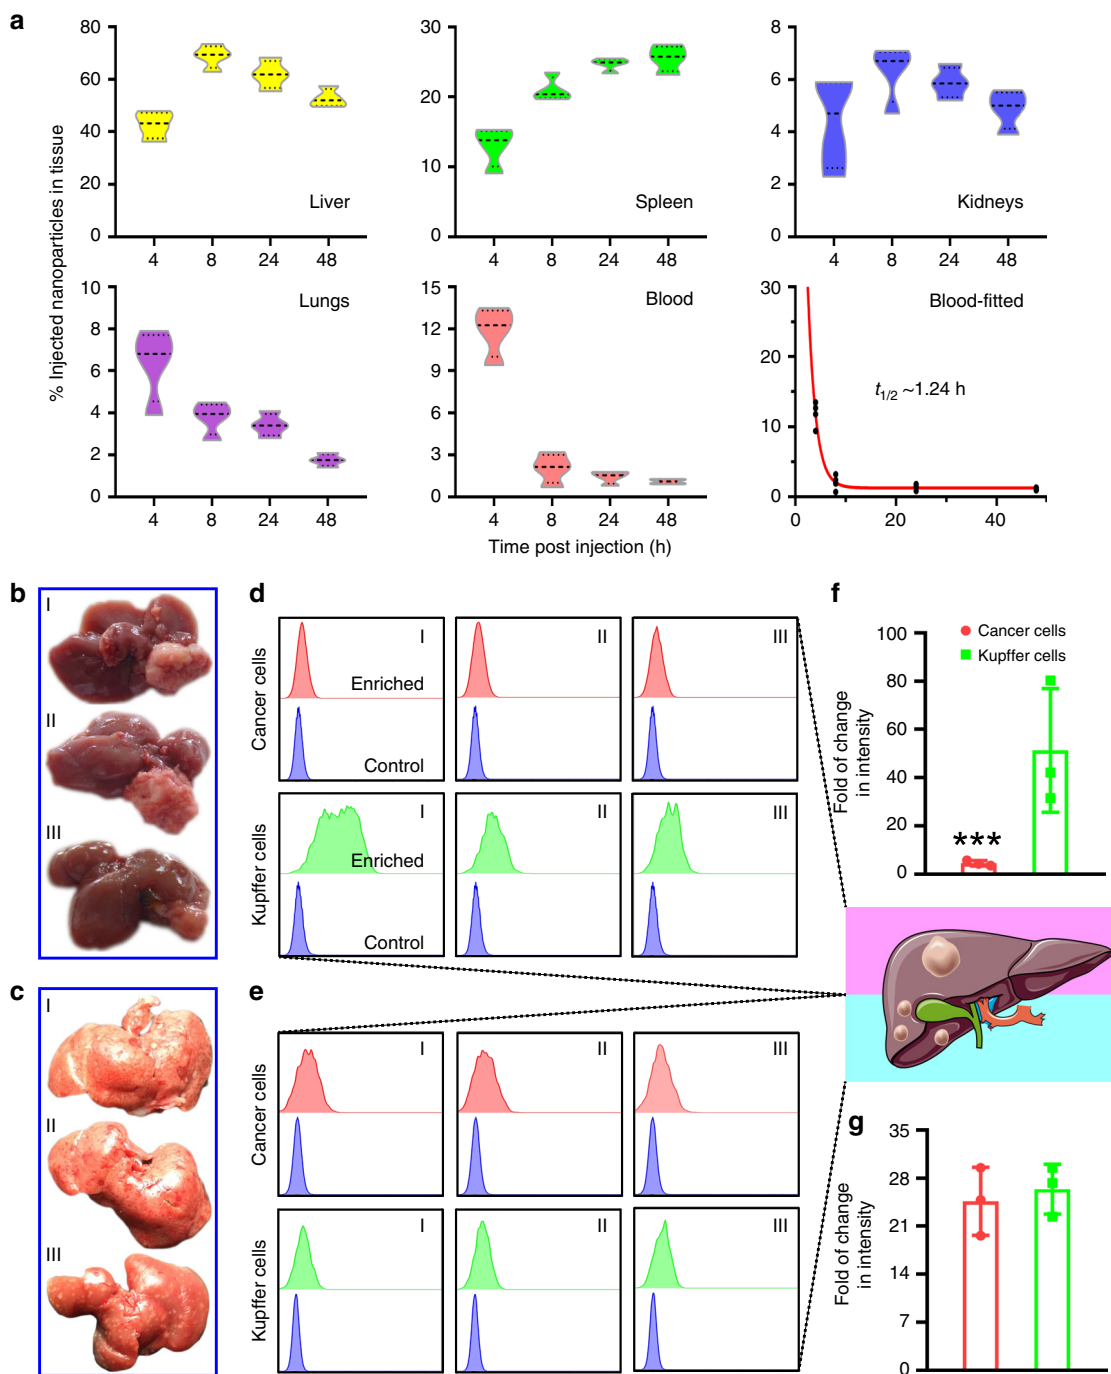 a
% Injected nanoparticles in tissue
80
60
40
20
0
4 8 24 48
Liver
30
20
10
0
4 8 24 48
Spleen
8
6
4
2
0
4 8 24 48
Kidneys
10
8
6
4
2
0
4 8 24 48
Lungs
15
12
9
6
3
0
4 8 24 48
Blood
30
20
10
0
0 20 40
Blood-fitted
t1/2 ~1.24 h
Time post injection (h)
b
I
II
III
c
I
II
III
d
Cancer cells
I
Enriched
Control
II
III
Kupffer cells
I
Enriched
Control
II
III
e
Cancer cells
I
II
III
Kupffer cells
I
II
III
f
Fold of change
in intensity
100
80
60
40
20
0
Cancer cells
Kupffer cells
***
g
Fold of change
in intensity
35
28
21
14
7
0